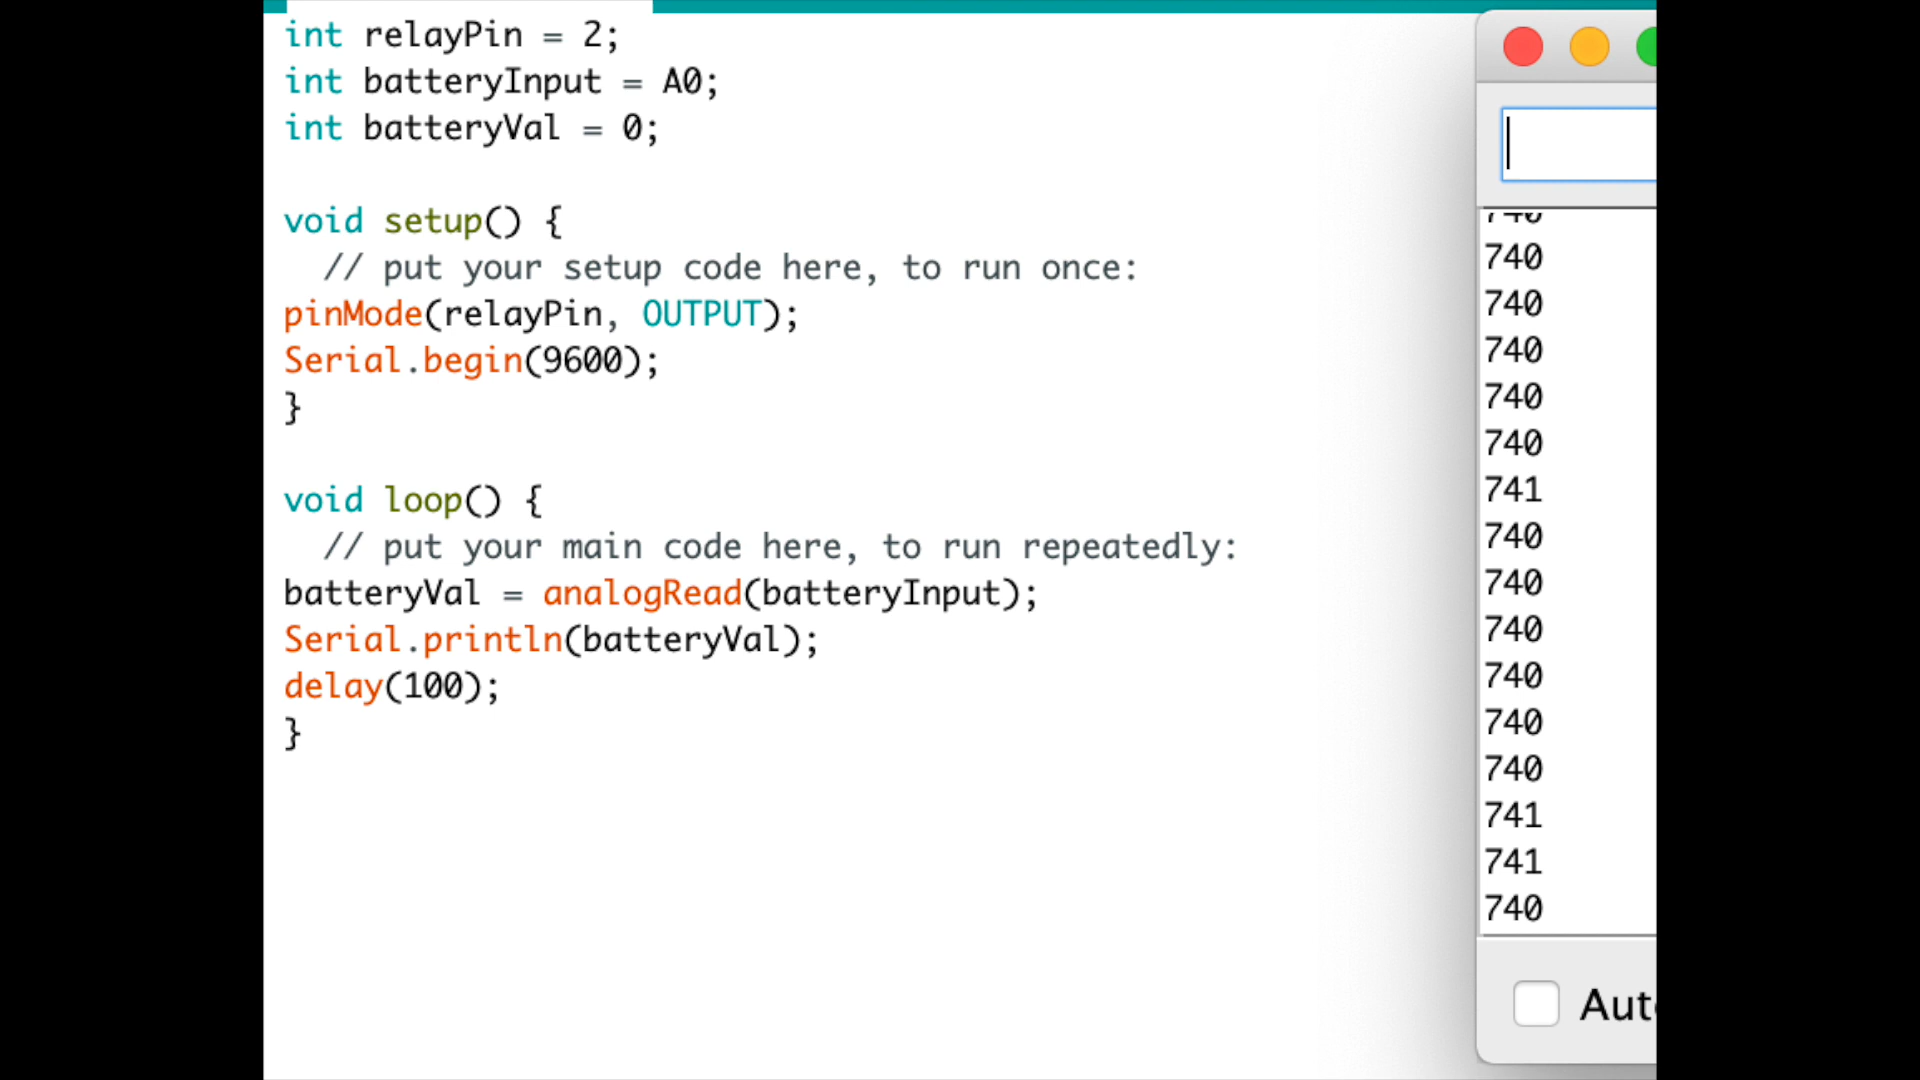 int relayPin = 2;
int batteryInput = A0;
int batteryVal = 0;
void setup() {
  // put your setup code here, to run once:
pinMode(relayPin, OUTPUT);
Serial.begin(9600);
}
void loop() {
  // put your main code here, to run repeatedly:
batteryVal = analogRead(batteryInput);
Serial.println(batteryVal);
delay(100);
}
740
740
740
740
740
740
741
740
740
740
740
740
740
741
741
740